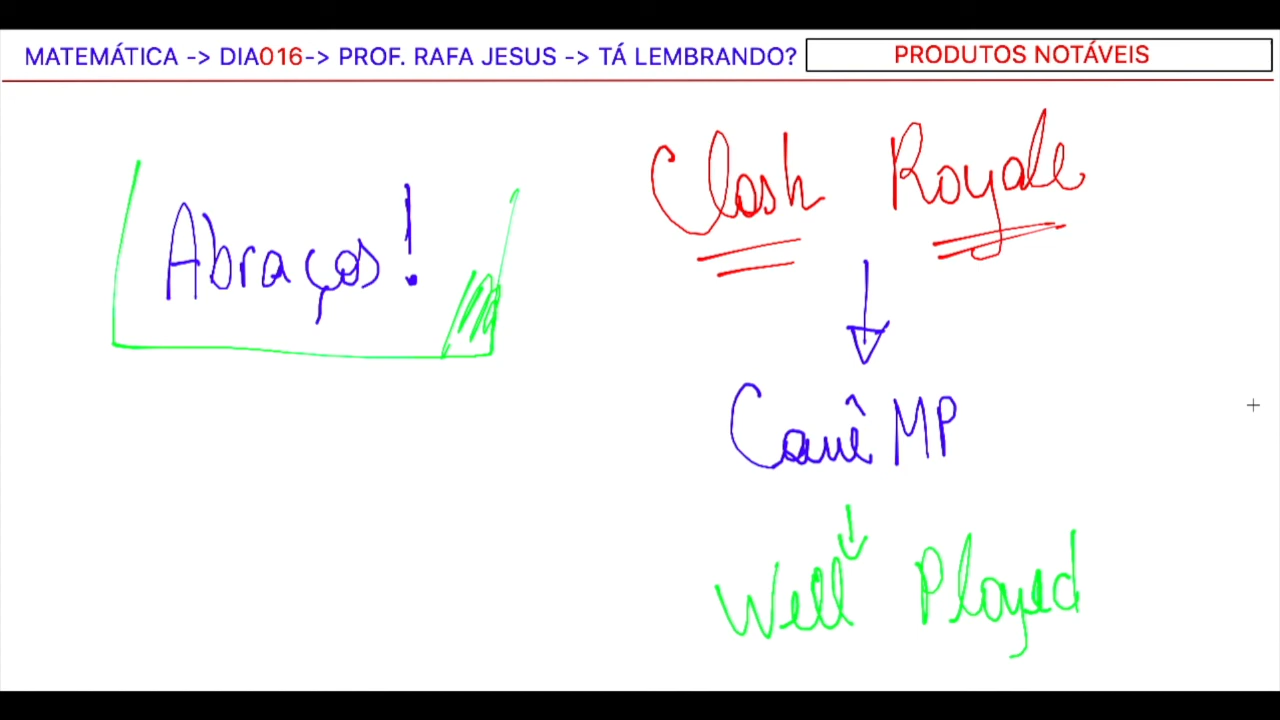 MATEMÁTICA -> DIA016-> PROF. RAFA JESUS -> TÁ LEMBRANDO? PRODUTOS NOTÁVEIS
Abraços!
Clash Royale
Cauê MP
Well Played